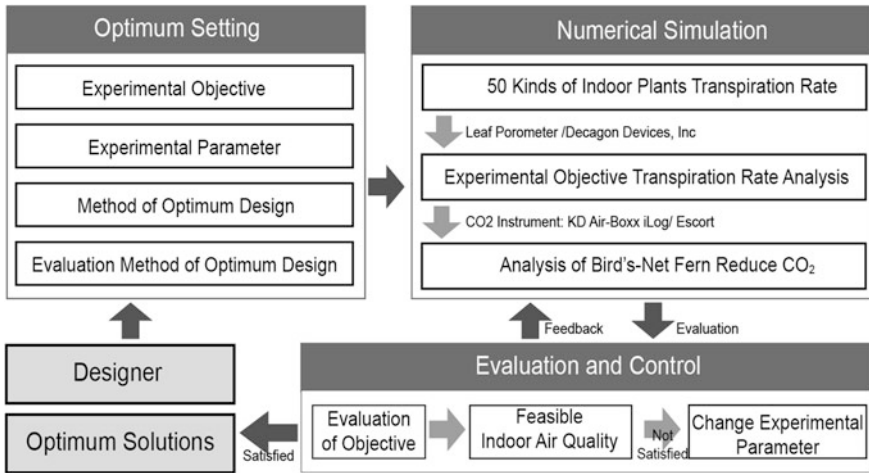 Optimum Setting
Experimental Objective
Experimental Parameter
Method of Optimum Design
Evaluation Method of Optimum Design
Numerical Simulation
50 Kinds of Indoor Plants Transpiration Rate
Leaf Porometer /Decagon Devices, Inc
Experimental Objective Transpiration Rate Analysis
CO2 Instrument: KD Air-Boxx iLog/ Escort
Analysis of Bird's-Net Fern Reduce CO₂
Feedback
Evaluation
Designer
Optimum Solutions
Satisfied
Evaluation and Control
Evaluation
of Objective
Feasible
Indoor Air Quality
Not
Satisfied
Change Experimental
Parameter